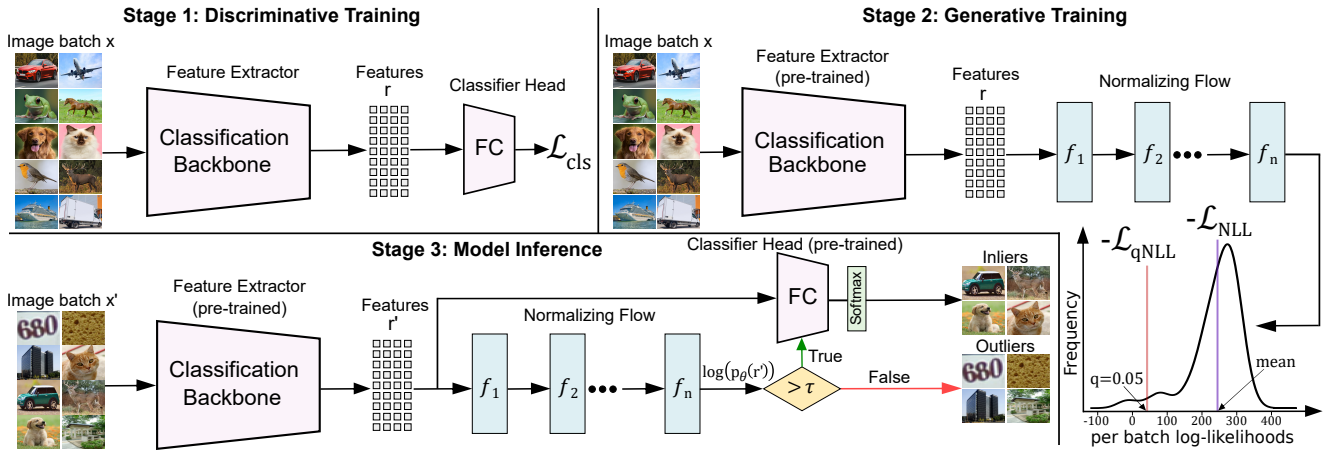 Stage 1: Discriminative Training
Image batch x
Feature Extractor
Classification
Backbone
Features
r
Classifier Head
FC
ℒcls
Stage 2: Generative Training
Image batch x
Feature Extractor
(pre-trained)
Classification
Backbone
Features
r
Normalizing Flow
f1
f2
•••
fn
-ℒqNLL
-ℒNLL
Frequency
q=0.05
mean
-100 0 100 200 300 400
per batch log-likelihoods
Stage 3: Model Inference
Image batch x'
680
Feature Extractor
(pre-trained)
Classification
Backbone
Features
r'
Normalizing Flow
f1
f2
•••
fn
log(pθ(r'))
> τ
True
False
Classifier Head (pre-trained)
FC
Softmax
Inliers
Outliers
680